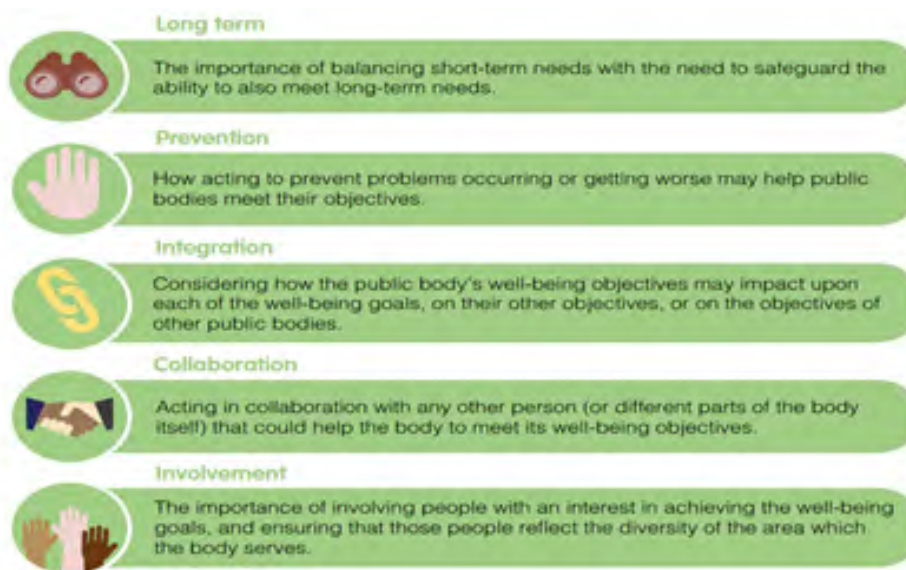 Long term
The importance of balancing short-term needs with the need to safeguard the
ability to also meet long-term needs.
Prevention
How acting to prevent problems occurring or getting worse may help public
bodies meet their objectives.
Integration
Considering how the public body's well-being objectives may impact upon
each of the well-being goals, on their other objectives, or on the objectives of
other public bodies.
Collaboration
Acting in collaboration with any other person (or different parts of the body
itself) that could help the body to meet its well-being objectives.
Involvement
The importance of involving people with an interest in achieving the well-being
goals, and ensuring that those people reflect the diversity of the area which
the body serves.